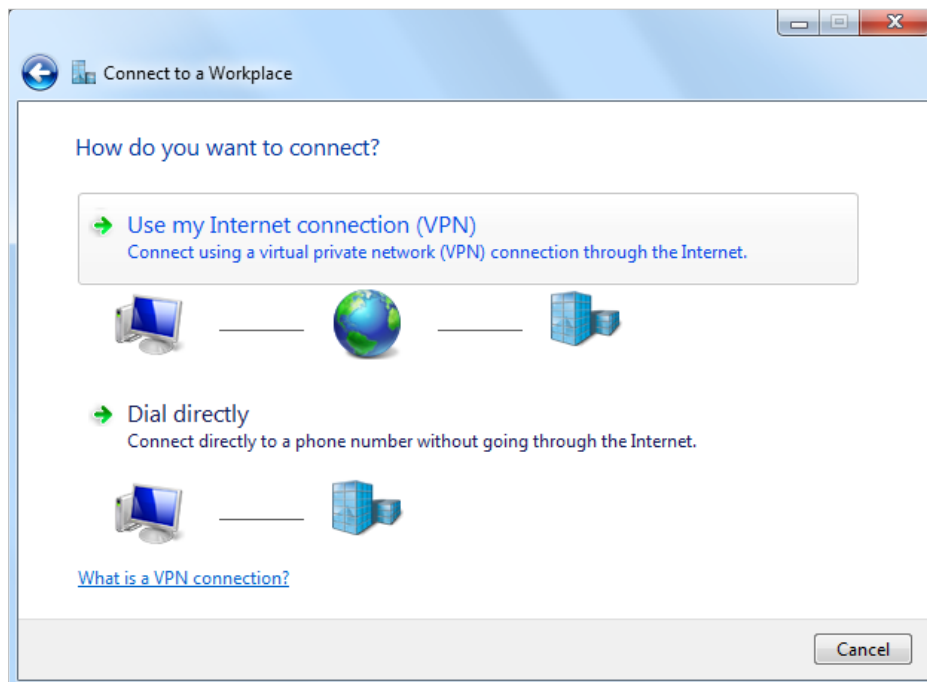 Connect to a Workplace
How do you want to connect?
Use my Internet connection (VPN)
Connect using a virtual private network (VPN) connection through the Internet.
Dial directly
Connect directly to a phone number without going through the Internet.
What is a VPN connection?
Cancel